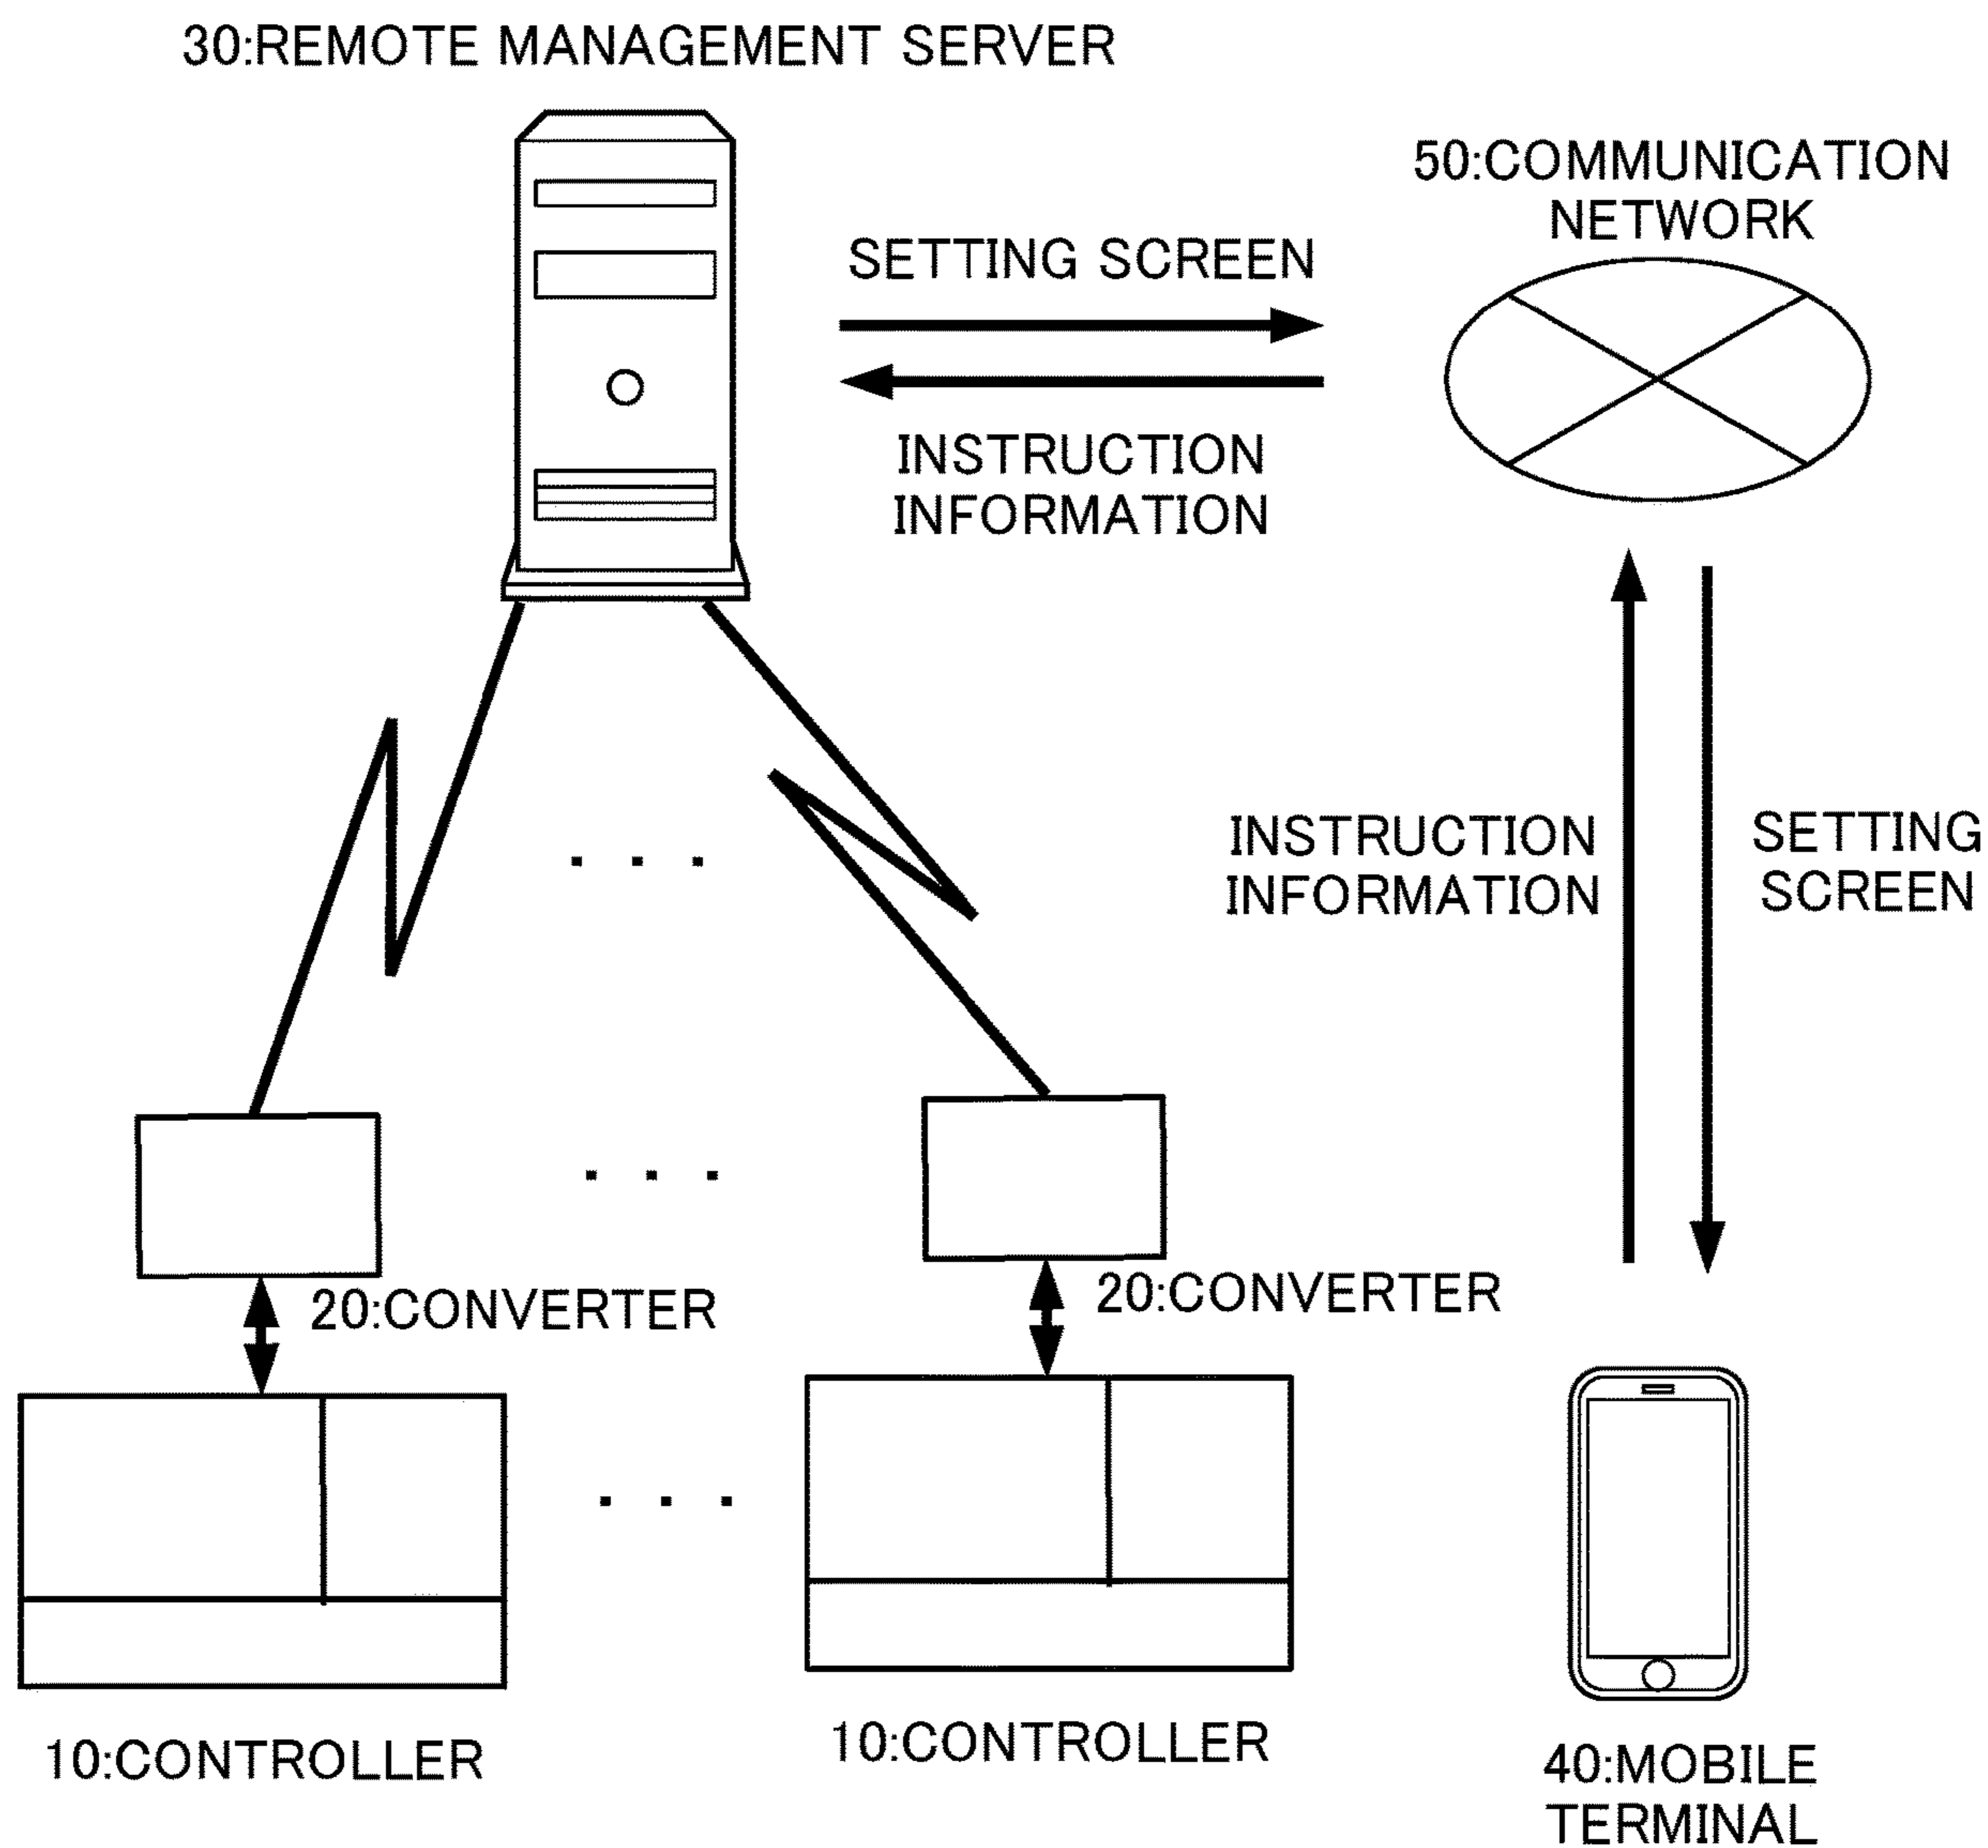 30:REMOTE MANAGEMENT SERVER
50:COMMUNICATION
NETWORK
SETTING SCREEN
INSTRUCTION
INFORMATION
INSTRUCTION
INFORMATION
SETTING
SCREEN
20:CONVERTER
20:CONVERTER
10:CONTROLLER
10:CONTROLLER
40:MOBILE
TERMINAL